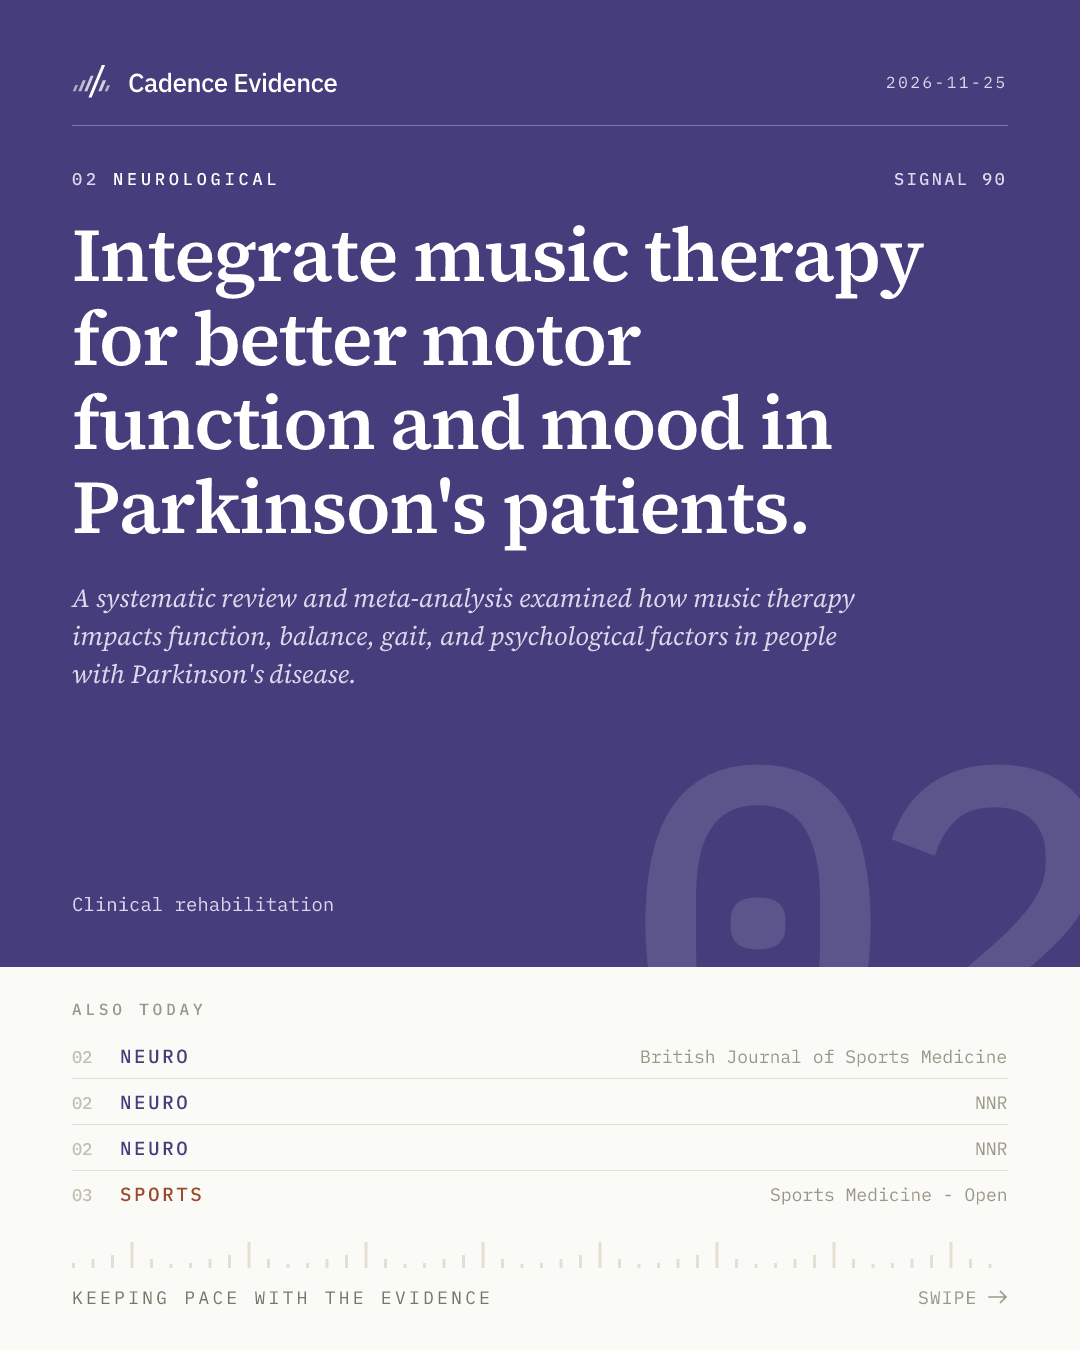 Cadence Evidence
2026-11-25
02 NEUROLOGICAL
SIGNAL 90
Integrate music therapy
for better motor
function and mood in
Parkinson's patients.
A systematic review and meta-analysis examined how music therapy
impacts function, balance, gait, and psychological factors in people
with Parkinson's disease.
02
Clinical rehabilitation
ALSO TODAY
02 NEURO British Journal of Sports Medicine
02 NEURO NNR
02 NEURO NNR
03 SPORTS Sports Medicine - Open
KEEPING PACE WITH THE EVIDENCE
SWIPE →